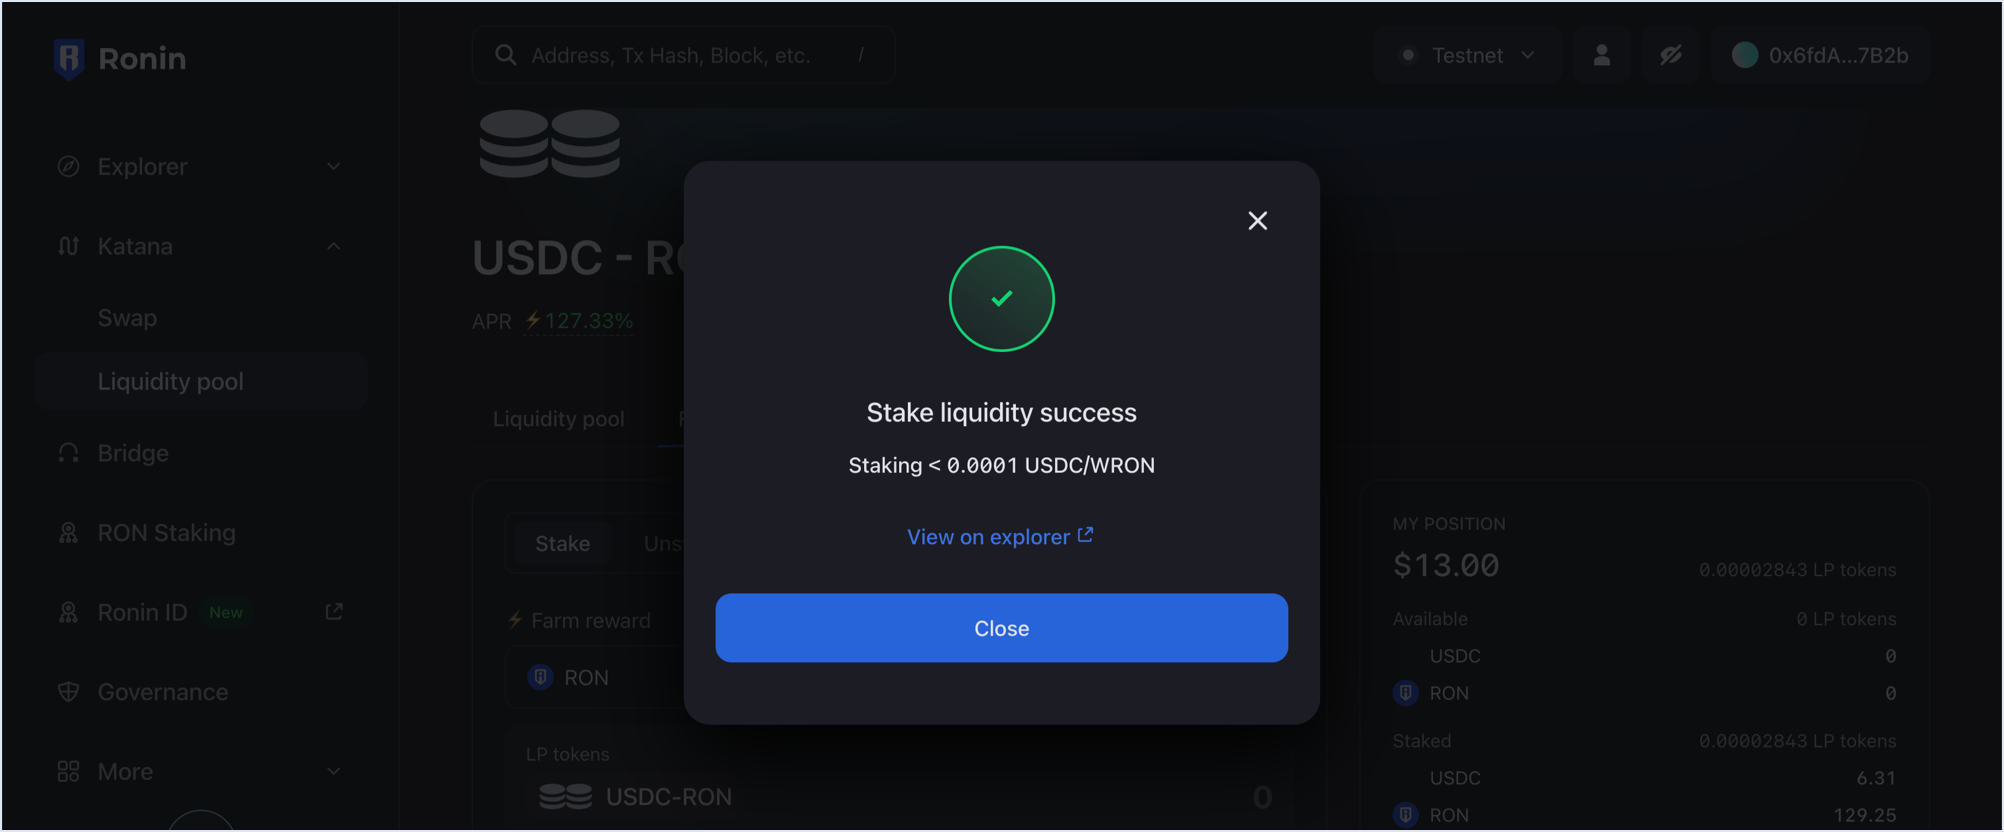 Ronin
Address, Tx Hash, Block, etc. /
Testnet
0x6fdA...7B2b
Explorer
Katana
Swap
Liquidity pool
Bridge
RON Staking
Ronin ID New
Governance
More
USDC - R
APR ⚡127.33%
Liquidity pool
Stake
Uns
⚡ Farm reward
RON
LP tokens
USDC-RON 0
Stake liquidity success
Staking < 0.0001 USDC/WRON
View on explorer
Close
MY POSITION
$13.00 0.00002843 LP tokens
Available 0 LP tokens
USDC 0
RON 0
Staked 0.00002843 LP tokens
USDC 6.31
RON 129.25